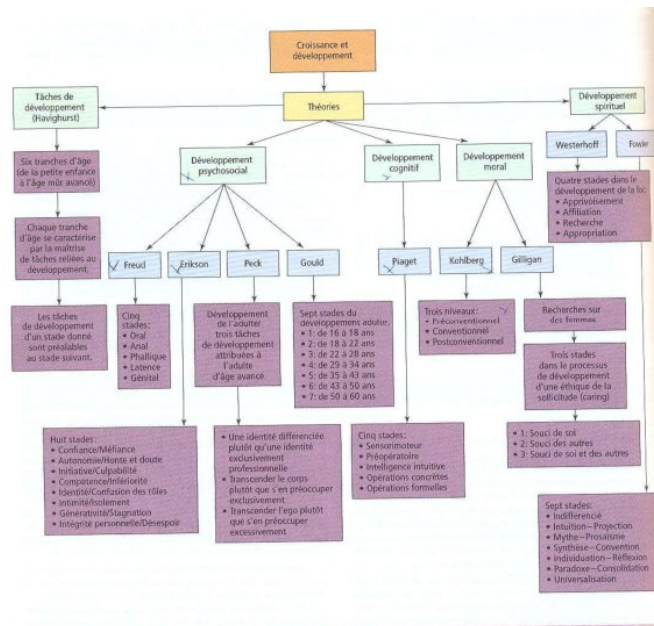 Croissance et
développement
Tâches de
développement
(Havighurst)
Théories
Développement
spirituel
Six tranches d'âge
(de la petite enfance
à l'âge mûr avancé)
Développement
psychosocial
Développement
cognitif
Développement
moral
Westerhoff
Fowler
Quatre stades dans le
développement de la foi:
• Apprivoisement
• Affiliation
• Recherche
• Appropriation
Chaque tranche
d'âge se caractérise
par la maîtrise
de tâches reliées au
développement.
Freud
Erikson
Peck
Gould
Piaget
Kohlberg
Gilligan
Les tâches
de développement
d'un stade donné
sont préalables
au stade suivant.
Cinq
stades:
• Oral
• Anal
• Phallique
• Latence
• Génital
Développement
de l'adulte:
trois tâches
de développement
attribuées à
l'adulte
d'âge avancé
Sept stades du
développement adulte:
• 1: de 16 à 18 ans
• 2: de 18 à 22 ans
• 3: de 22 à 28 ans
• 4: de 29 à 34 ans
• 5: de 35 à 43 ans
• 6: de 43 à 50 ans
• 7: de 50 à 60 ans
Trois niveaux:
• Préconventionnel
• Conventionnel
• Postconventionnel
Recherches sur
des femmes
Trois stades
dans le processus
de développement
d'une éthique de la
sollicitude (caring)
Huit stades:
• Confiance/Méfiance
• Autonomie/Honte et doute
• Initiative/Culpabilité
• Compétence/Infériorité
• Identité/Confusion des rôles
• Intimité/Isolement
• Générativité/Stagnation
• Intégrité personnelle/Désespoir
• Une identité différenciée
plutôt qu'une identité
exclusivement
professionnelle
• Transcender le corps
plutôt que s'en préoccuper
exclusivement
• Transcender l'ego plutôt
que s'en préoccuper
excessivement
Cinq stades:
• Sensorimoteur
• Préopératoire
• Intelligence intuitive
• Opérations concrètes
• Opérations formelles
• 1: Souci de soi
• 2: Souci des autres
• 3: Souci de soi et des autres
Sept stades:
• Indifférencié
• Intuition–Projection
• Mythe–Prosaïsme
• Synthèse–Convention
• Individuation–Réflexion
• Paradoxe–Consolidation
• Universalisation